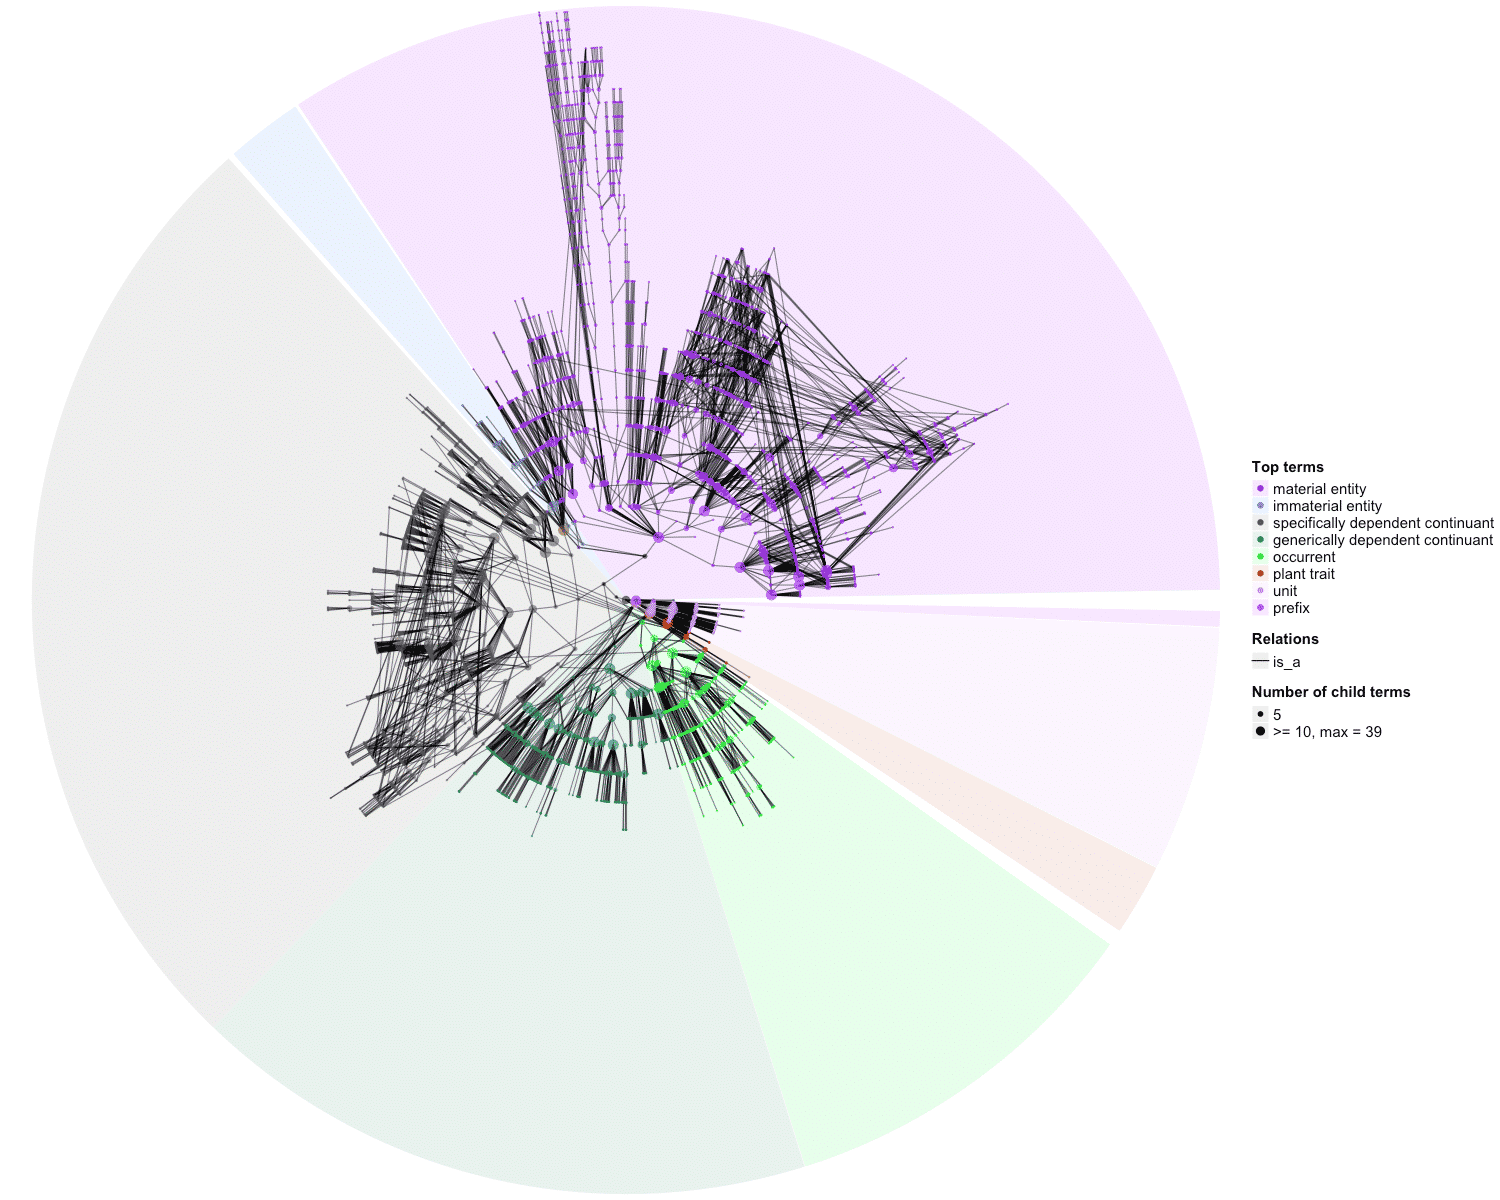 Top terms
material entity
immaterial entity
specifically dependent continuant
generically dependent continuant
occurrent
plant trait
unit
prefix
Relations
is_a
Number of child terms
5
>= 10, max = 39